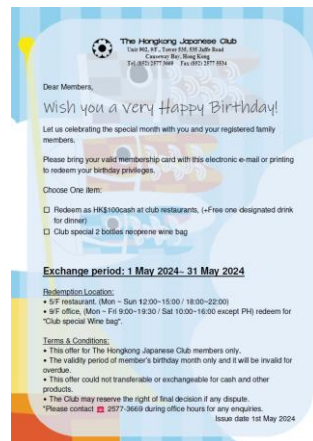 The Hongkong Japanese Club
Unit 902, 9/F., Tower 535, 535 Jaffe Road
Causeway Bay, Hong Kong
Tel: (852) 2577 3669 Fax: (852) 2577 5534
Dear Members,
Wish you a very Happy Birthday!
Let us celebrating the special month with you and your registered family
members.
Please bring your valid membership card with this electronic e-mail or printing
to redeem your birthday privileges.
Choose One item:
☐ Redeem as HK$100cash at club restaurants, (+Free one designated drink
for dinner)
☐ Club special 2 bottles neoprene wine bag
Exchange period: 1 May 2024~ 31 May 2024
Redemption Location:
• 5/F restaurant. (Mon ~ Sun 12:00~15:00 / 18:00~22:00)
• 9/F office, (Mon ~ Fri 9:00~19:30 / Sat 10:00~16:00 except PH) redeem for
"Club special Wine bag".
Terms & Conditions:
• This offer for The Hongkong Japanese Club members only.
• The validity period of member's birthday month only and it will be invalid for
overdue.
• This offer could not transferable or exchangeable for cash and other
products.
• The Club may reserve the right of final decision if any dispute.
*Please contact ☎ 2577-3669 during office hours for any enquiries.
Issue date 1st May 2024